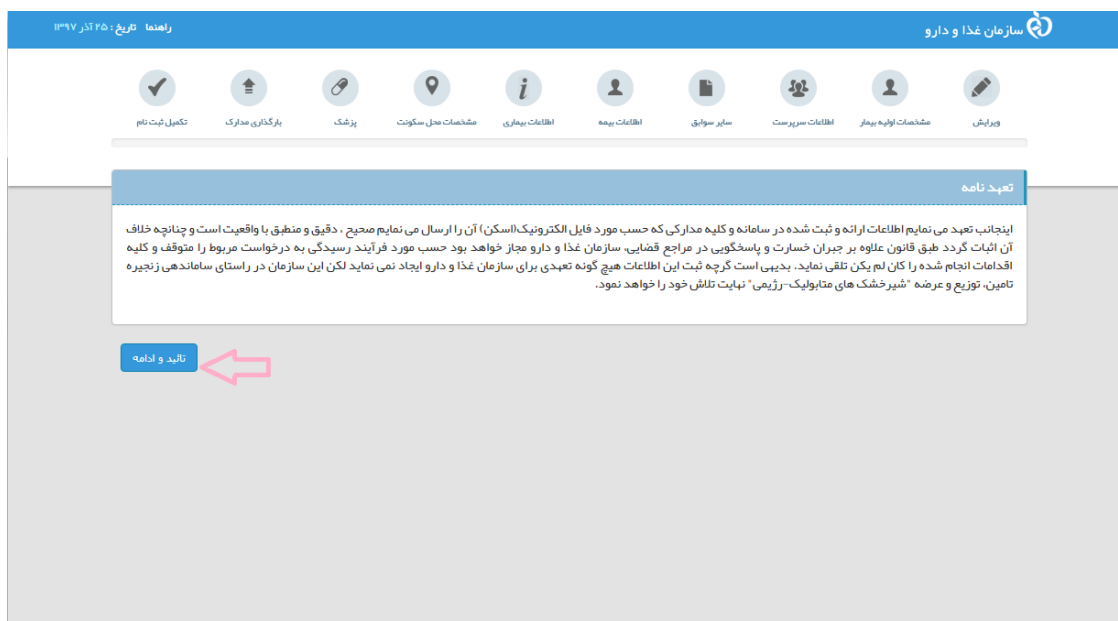 سازمان غذا و دارو
راهنما تاریخ : ۲۵ آذر ۱۳۹۷
ویرایش
مشخصات اولیه بیمار
اطلاعات سرپرست
سایر سوابق
اطلاعات بیمه
اطلاعات بیماری
مشخصات محل سکونت
پزشک
بارگذاری مدارک
تکمیل ثبت نام
تعهد نامه
اینجانب تعهد می نمایم اطلاعات ارائه و ثبت شده در سامانه و کلیه مدارکی که حسب مورد فایل الکترونیک(اسکن) آن را ارسال می نمایم صحیح ، دقیق و منطبق با واقعیت است و چنانچه خلاف
آن اثبات گردد طبق قانون علاوه بر جبران خسارت و پاسخگویی در مراجع قضایی، سازمان غذا و دارو مجاز خواهد بود حسب مورد فرآیند رسیدگی به درخواست مربوط را متوقف و کلیه
اقدامات انجام شده را کان لم یکن تلقی نماید. بدیهی است گرچه ثبت این اطلاعات هیچ گونه تعهدی برای سازمان غذا و دارو ایجاد نمی نماید لکن این سازمان در راستای ساماندهی زنجیره
تامین، توزیع و عرضه "شیرخشک های متابولیک-رژیمی" نهایت تلاش خود را خواهد نمود.
تائید و ادامه